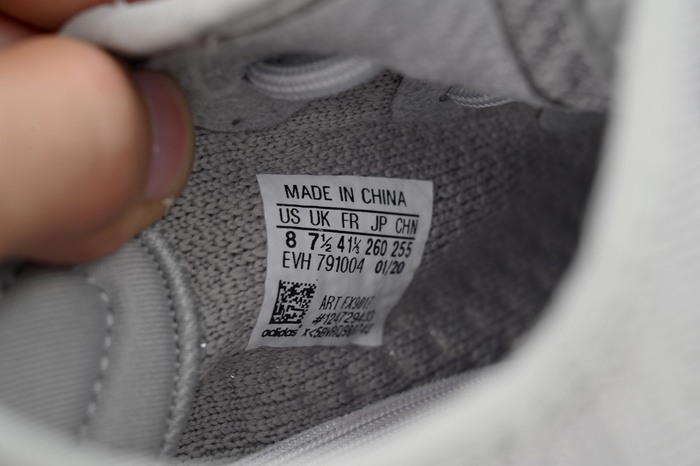 MADE IN CHINA
US UK FR JP CHN
8 7½ 41⅓ 260 255
EVH 791004 01/20
ART FX9017
adidas